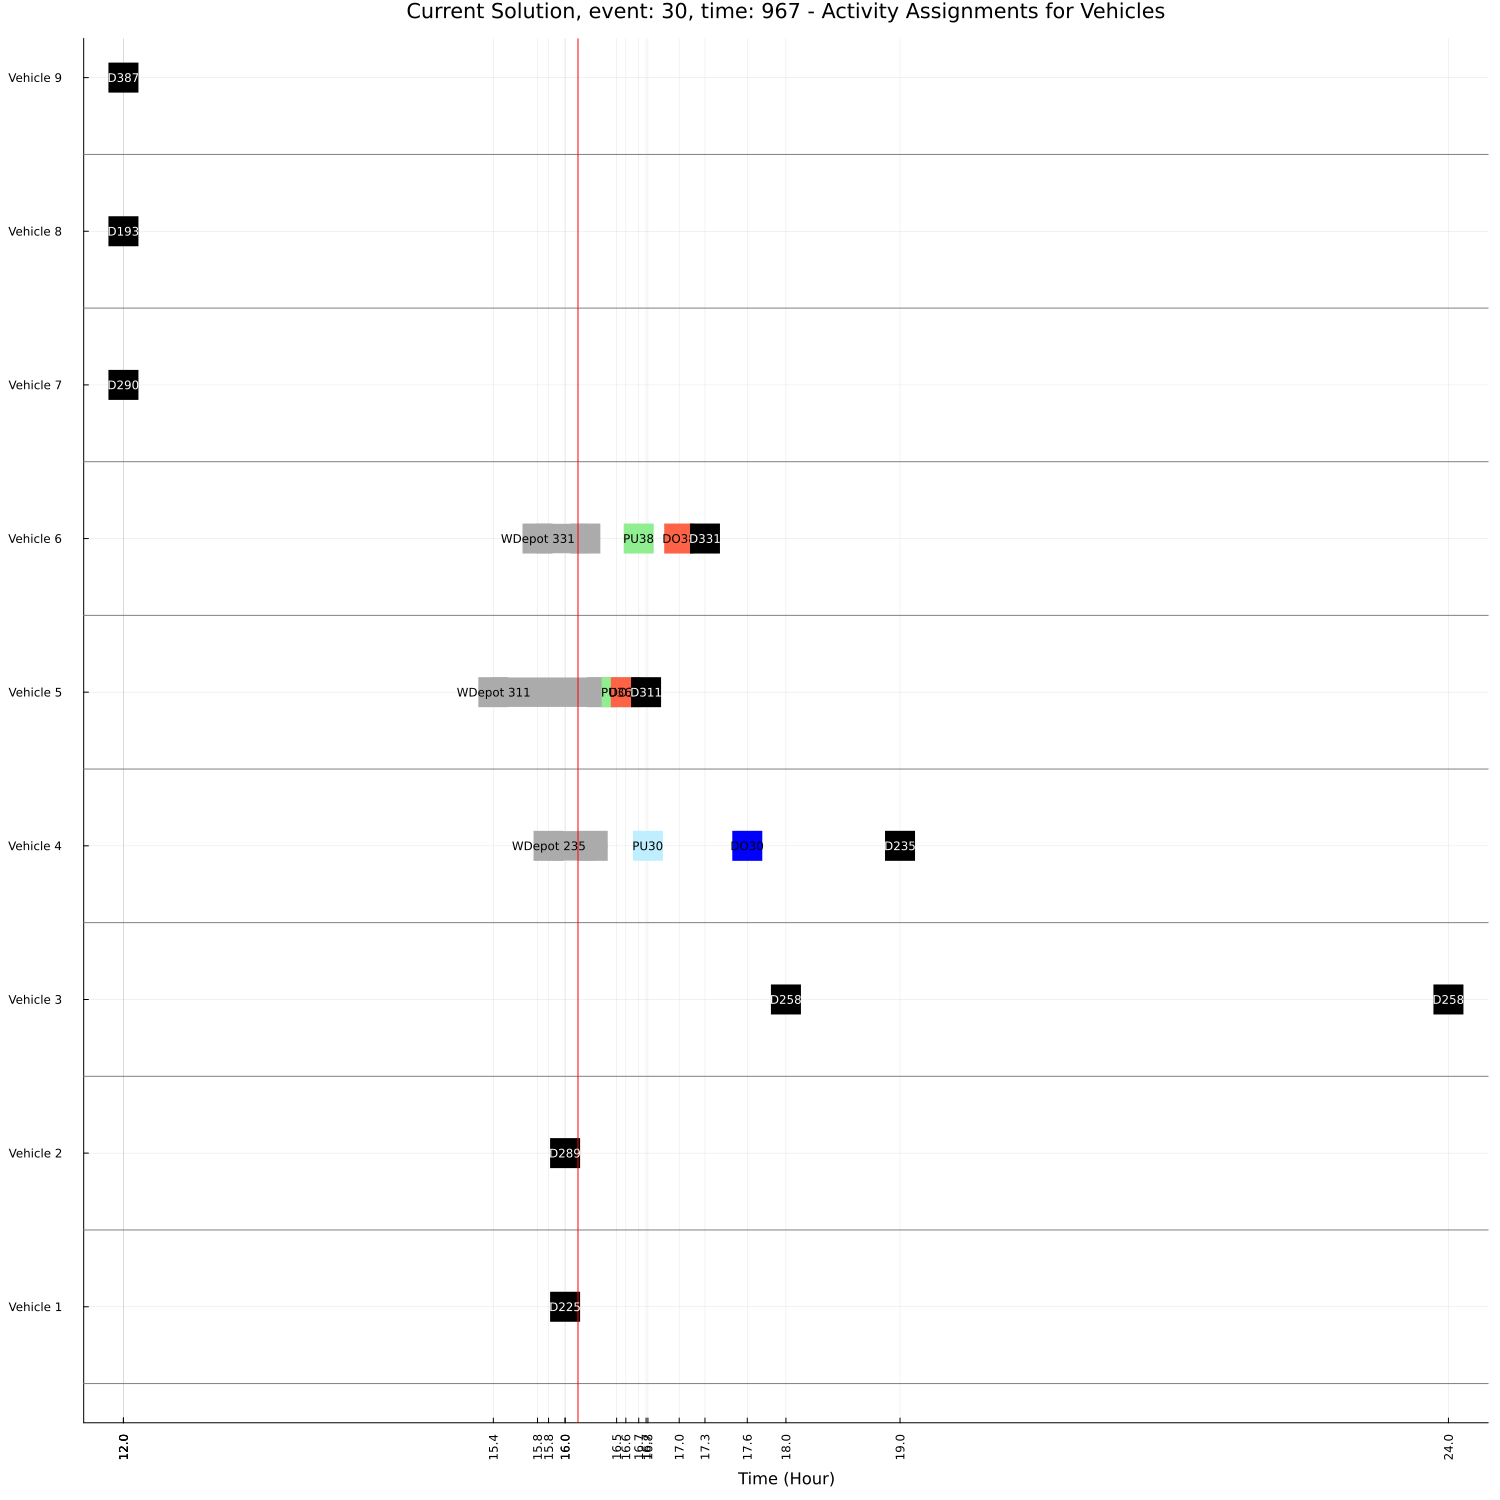 Current Solution, event: 30, time: 967 - Activity Assignments for Vehicles
Vehicle 9
D387
Vehicle 8
D193
Vehicle 7
D290
Vehicle 6
WDepot 331
PU38
D331
Vehicle 5
WDepot 311
D311
Vehicle 4
WDepot 235
PU30
DO30
D235
Vehicle 3
D258
D258
Vehicle 2
D289
Vehicle 1
D225
12.0
15.4
15.8
15.8
16.0
16.5
16.6
17.0
17.3
17.6
18.0
19.0
24.0
Time (Hour)